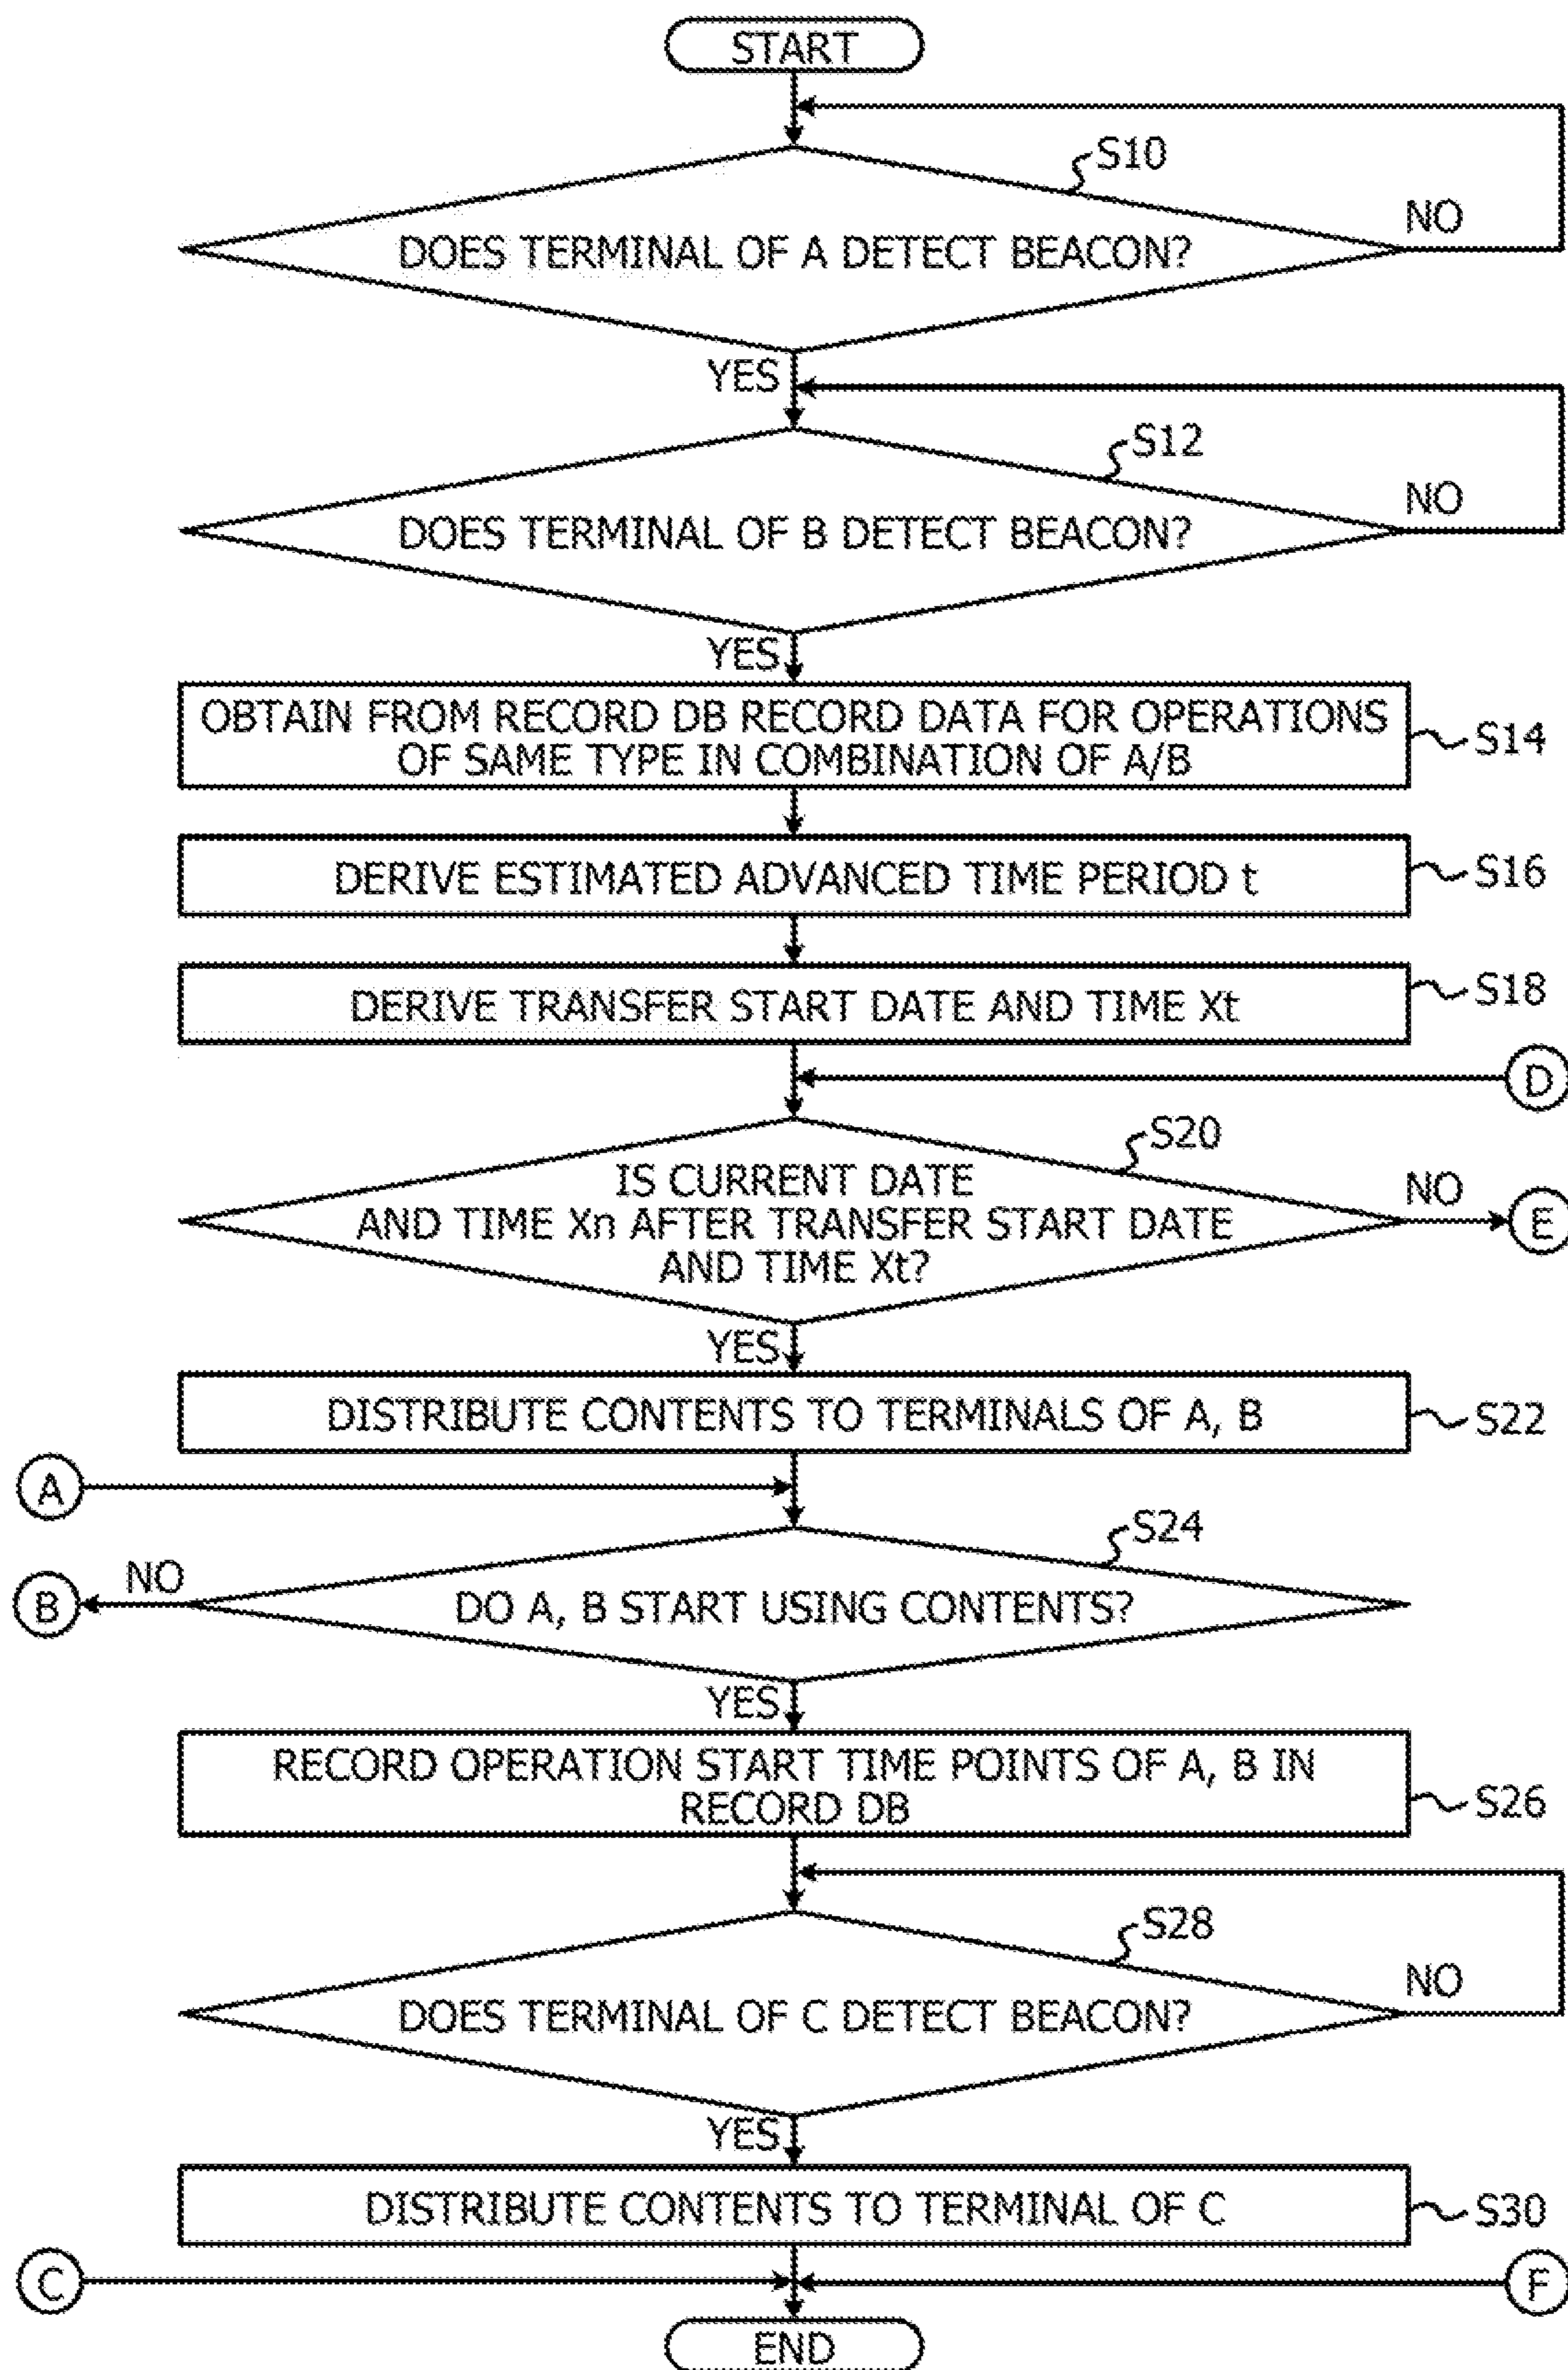 START
S10
NO
DOES TERMINAL OF A DETECT BEACON?
YES
S12
NO
DOES TERMINAL OF B DETECT BEACON?
YES
OBTAIN FROM RECORD DB RECORD DATA FOR OPERATIONS
OF SAME TYPE IN COMBINATION OF A/B
S14
DERIVE ESTIMATED ADVANCED TIME PERIOD t
S16
DERIVE TRANSFER START DATE AND TIME Xt
S18
D
S20
IS CURRENT DATE
AND TIME Xn AFTER TRANSFER START DATE
AND TIME Xt?
NO
E
YES
DISTRIBUTE CONTENTS TO TERMINALS OF A, B
S22
A
S24
NO
B
DO A, B START USING CONTENTS?
YES
RECORD OPERATION START TIME POINTS OF A, B IN
RECORD DB
S26
S28
NO
DOES TERMINAL OF C DETECT BEACON?
YES
DISTRIBUTE CONTENTS TO TERMINAL OF C
S30
C
F
END